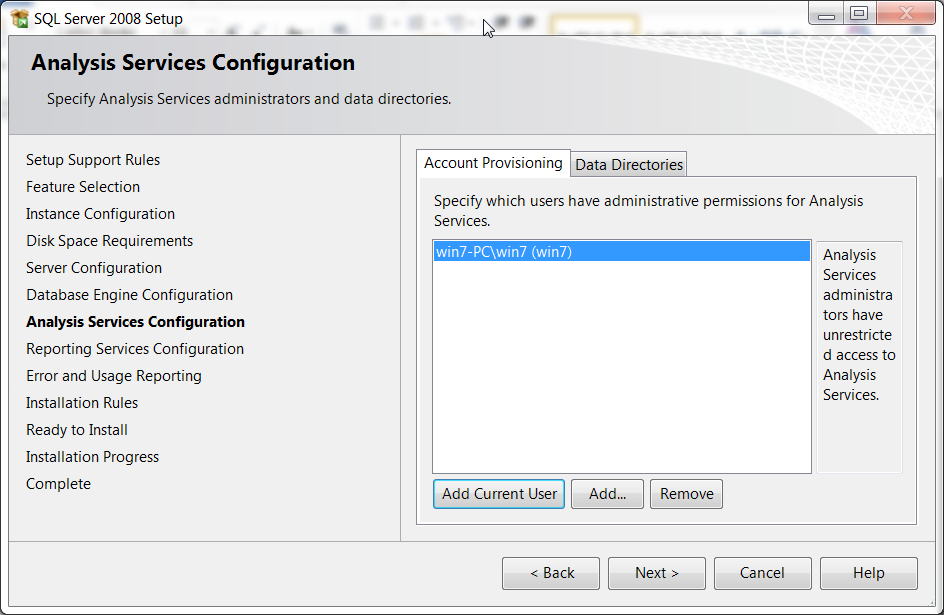 SQL Server 2008 Setup
Analysis Services Configuration
Specify Analysis Services administrators and data directories.
Setup Support Rules
Feature Selection
Instance Configuration
Disk Space Requirements
Server Configuration
Database Engine Configuration
Analysis Services Configuration
Reporting Services Configuration
Error and Usage Reporting
Installation Rules
Ready to Install
Installation Progress
Complete
Account Provisioning
Data Directories
Specify which users have administrative permissions for Analysis
Services.
win7-PC\win7 (win7)
Analysis
Services
administra
tors have
unrestricte
d access to
Analysis
Services.
Add Current User
Add...
Remove
< Back
Next >
Cancel
Help